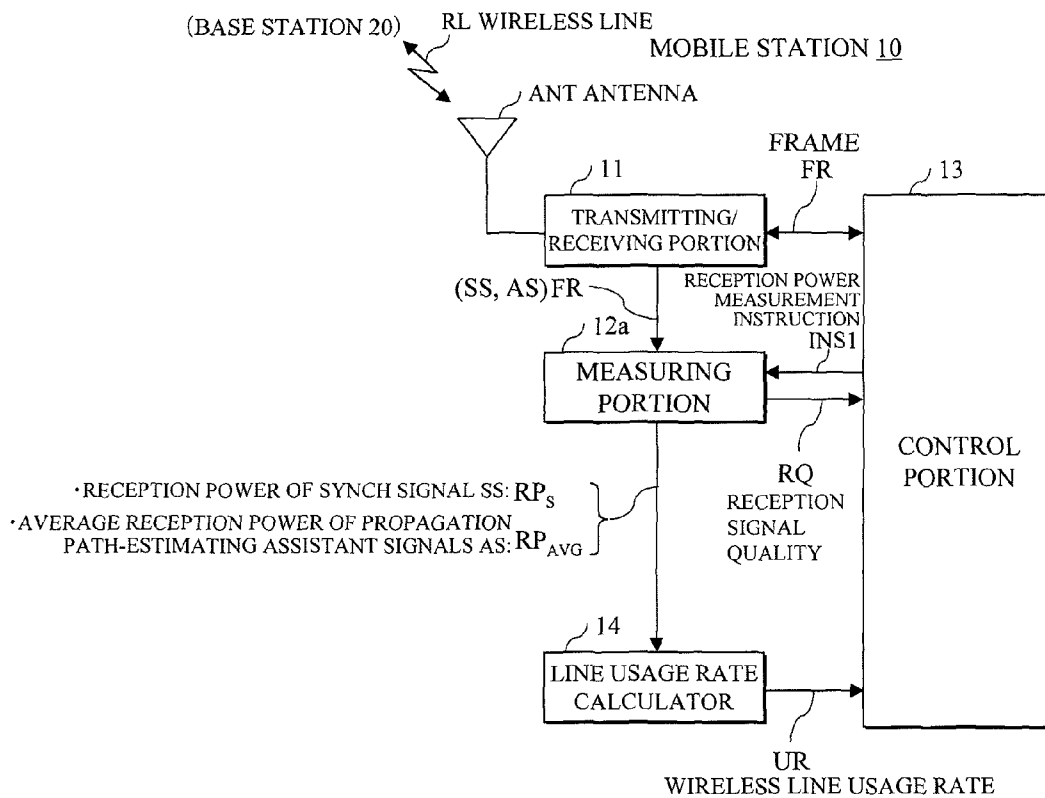 (BASE STATION 20)
RL WIRELESS LINE
MOBILE STATION 10
ANT ANTENNA
11
TRANSMITTING/
RECEIVING PORTION
FRAME
FR
13
(SS, AS)FR
RECEPTION POWER
MEASUREMENT
INSTRUCTION
INS1
12a
MEASURING
PORTION
CONTROL
PORTION
RQ
RECEPTION
SIGNAL
QUALITY
·RECEPTION POWER OF SYNCH SIGNAL SS: RPS
·AVERAGE RECEPTION POWER OF PROPAGATION
PATH-ESTIMATING ASSISTANT SIGNALS AS: RPAVG
14
LINE USAGE RATE
CALCULATOR
UR
WIRELESS LINE USAGE RATE